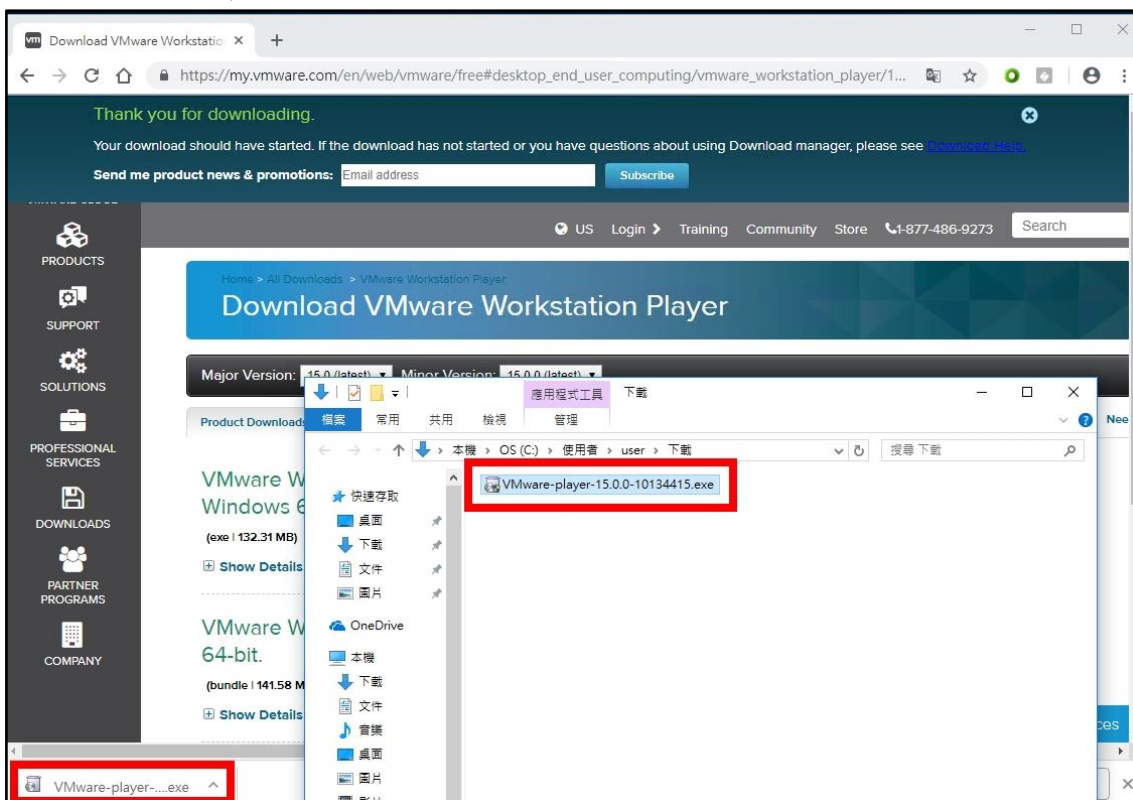 Download VMware Workstatio
https://my.vmware.com/en/web/vmware/free#desktop_end_user_computing/vmware_workstation_player/1...
Thank you for downloading.
Your download should have started. If the download has not started or you have questions about using Download manager, please see Download Help.
Send me product news & promotions: Email address Subscribe
US Login Training Community Store 1-877-486-9273 Search
PRODUCTS
SUPPORT
SOLUTIONS
PROFESSIONAL
SERVICES
DOWNLOADS
PARTNER
PROGRAMS
COMPANY
Home > All Downloads > VMware Workstation Player
Download VMware Workstation Player
Major Version: 15.0 (latest) Minor Version: 15.0.0 (latest)
Product Downloads
Nee
VMware W
Windows 6
(exe | 132.31 MB)
Show Details
VMware W
64-bit.
(bundle | 141.58 M
Show Details
應用程式工具 下載
檔案 常用 共用 檢視 管理
本機 > OS (C:) > 使用者 > user > 下載
搜尋 下載
快速存取
桌面
下載
文件
圖片
OneDrive
本機
下載
文件
音樂
桌面
圖片
VMware-player-15.0.0-10134415.exe
ces
VMware-player-....exe